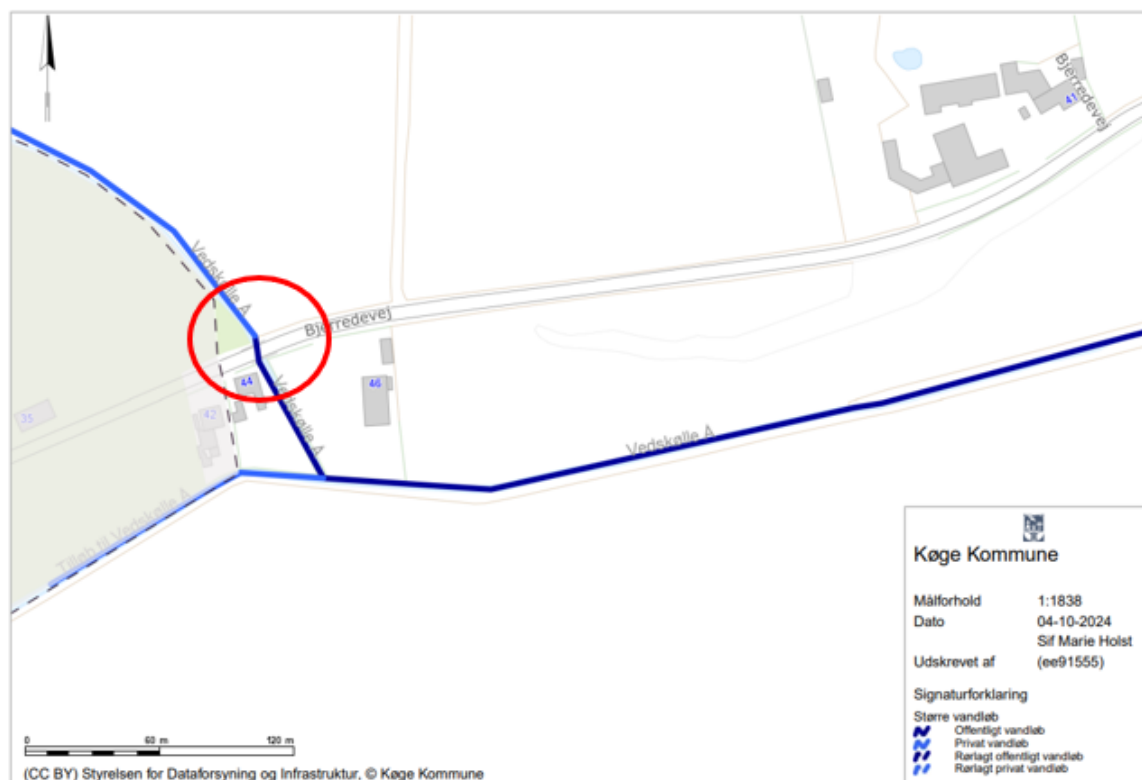 Bjerredevej
41
Vedskølle Å
Bjerredevej
44
46
Vedskølle Å
42
35
Vedskølle Å
Tilløb til Vedskølle Å
Køge Kommune
Målforhold 1:1838
Dato 04-10-2024
Sif Marie Holst
Udskrevet af (ee91555)
Signaturforklaring
Større vandløb
Offentligt vandløb
Privat vandløb
Rørlagt offentligt vandløb
Rørlagt privat vandløb
0 60 m 120 m
(CC BY) Styrelsen for Dataforsyning og Infrastruktur, © Køge Kommune